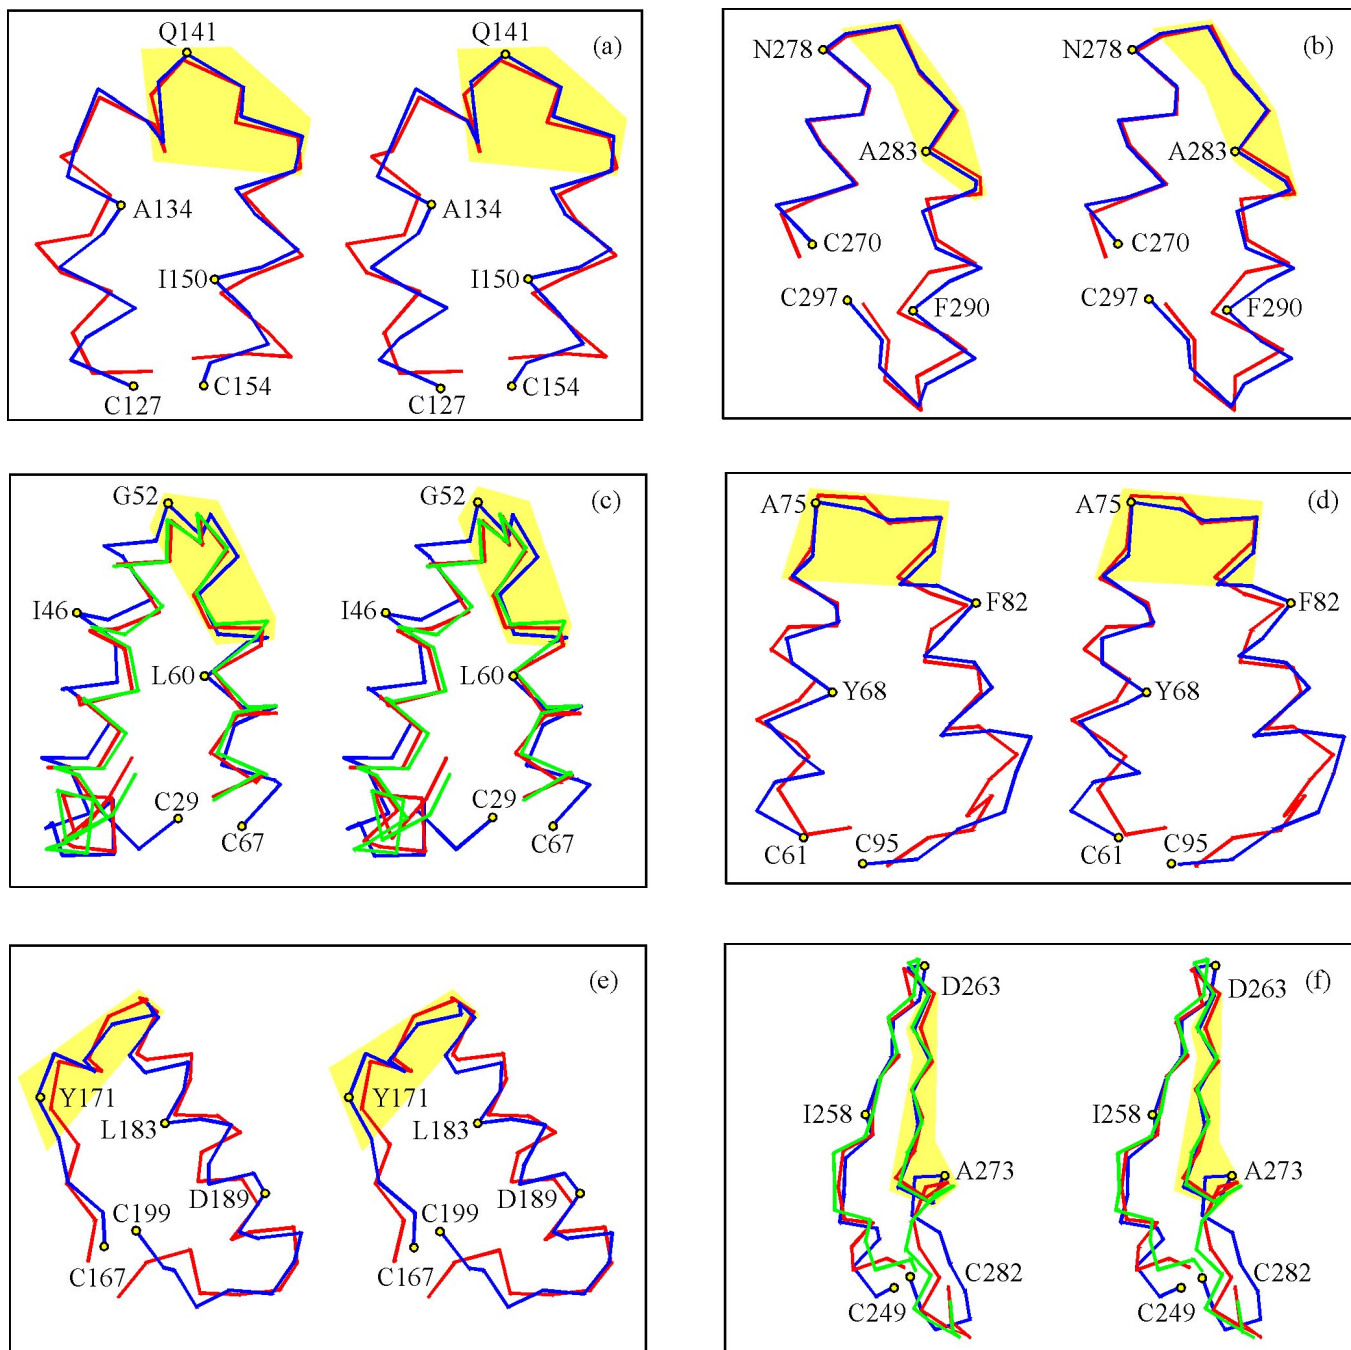 Q141 Q141 (a)
A134 A134
I150 I150
C127 C154 C127 C154
N278 N278 (b)
A283 A283
C270 C270
C297 F290 C297 F290
G52 G52 (c)
I46 I46
L60 L60
C29 C29
C67 C67
A75 A75 (d)
F82 F82
Y68 Y68
C61 C95 C61 C95
(e)
Y171 Y171
L183 L183
D189 D189
C199 C199
C167 C167
(f)
D263 D263
I258 I258
A273 A273
C282 C282
C249 C249